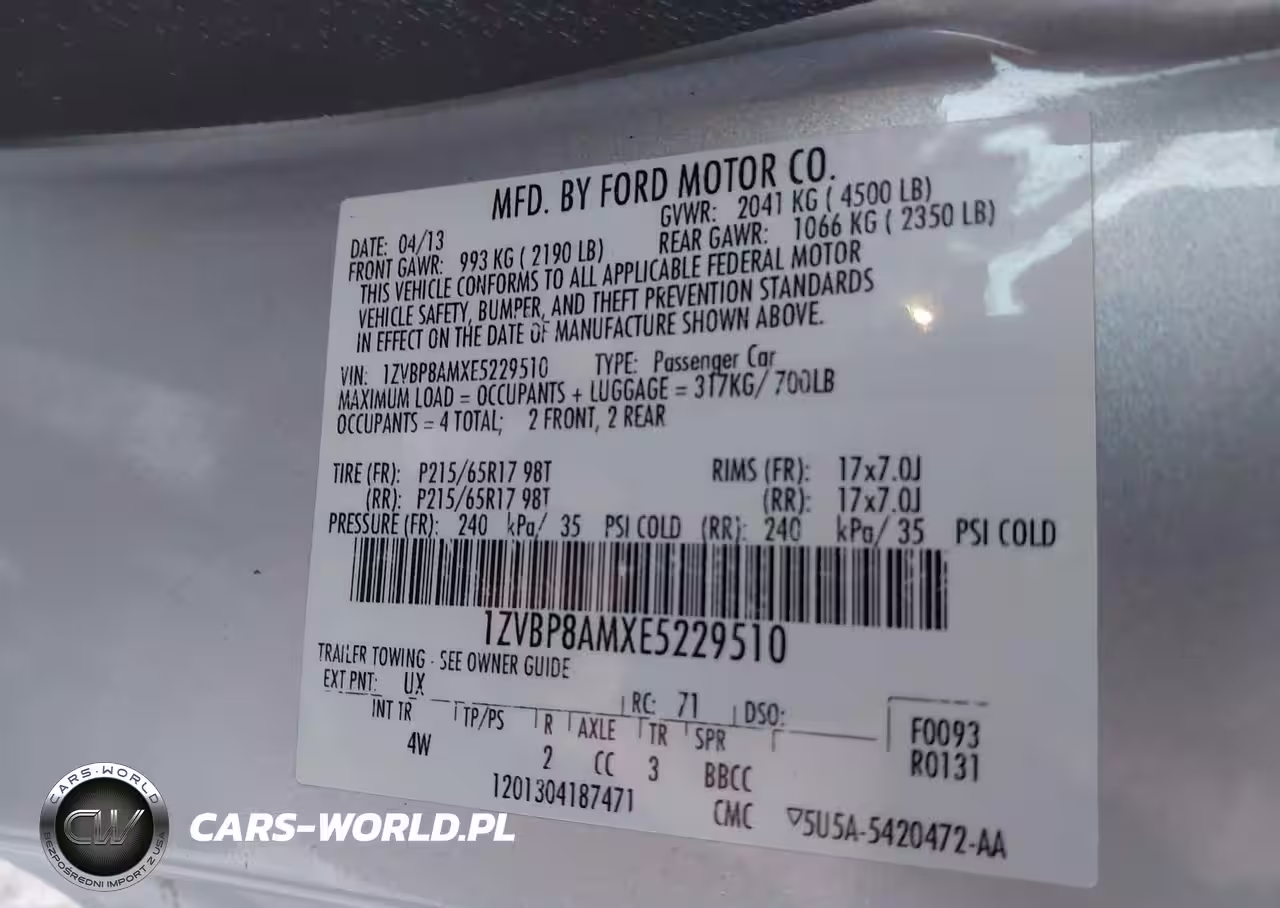 MFD. BY FORD MOTOR CO.
DATE: 04/13 GVWR: 2041 KG ( 4500 LB)
FRONT GAWR: 993 KG ( 2190 LB) REAR GAWR: 1066 KG ( 2350 LB)
THIS VEHICLE CONFORMS TO ALL APPLICABLE FEDERAL MOTOR
VEHICLE SAFETY, BUMPER, AND THEFT PREVENTION STANDARDS
IN EFFECT ON THE DATE OF MANUFACTURE SHOWN ABOVE.
VIN: 1ZVBP8AMXE5229510 TYPE: Passenger Car
MAXIMUM LOAD = OCCUPANTS + LUGGAGE = 317KG/ 700LB
OCCUPANTS = 4 TOTAL; 2 FRONT, 2 REAR
TIRE (FR): P215/65R17 98T RIMS (FR): 17x7.0J
(RR): P215/65R17 98T (RR): 17x7.0J
PRESSURE (FR): 240 kPa/ 35 PSI COLD (RR): 240 kPa/ 35 PSI COLD
1ZVBP8AMXE5229510
TRAILER TOWING - SEE OWNER GUIDE
EXT PNT: UX RC: 71 DSO:
INT TR TP/PS R AXLE TR SPR F0093
4W 2 CC 3 BBCC R0131
1201304187471 CMC ▽5U5A-5420472-AA
CARS-WORLD
CW
BEZPOŚREDNI IMPORT Z USA
CARS-WORLD.PL